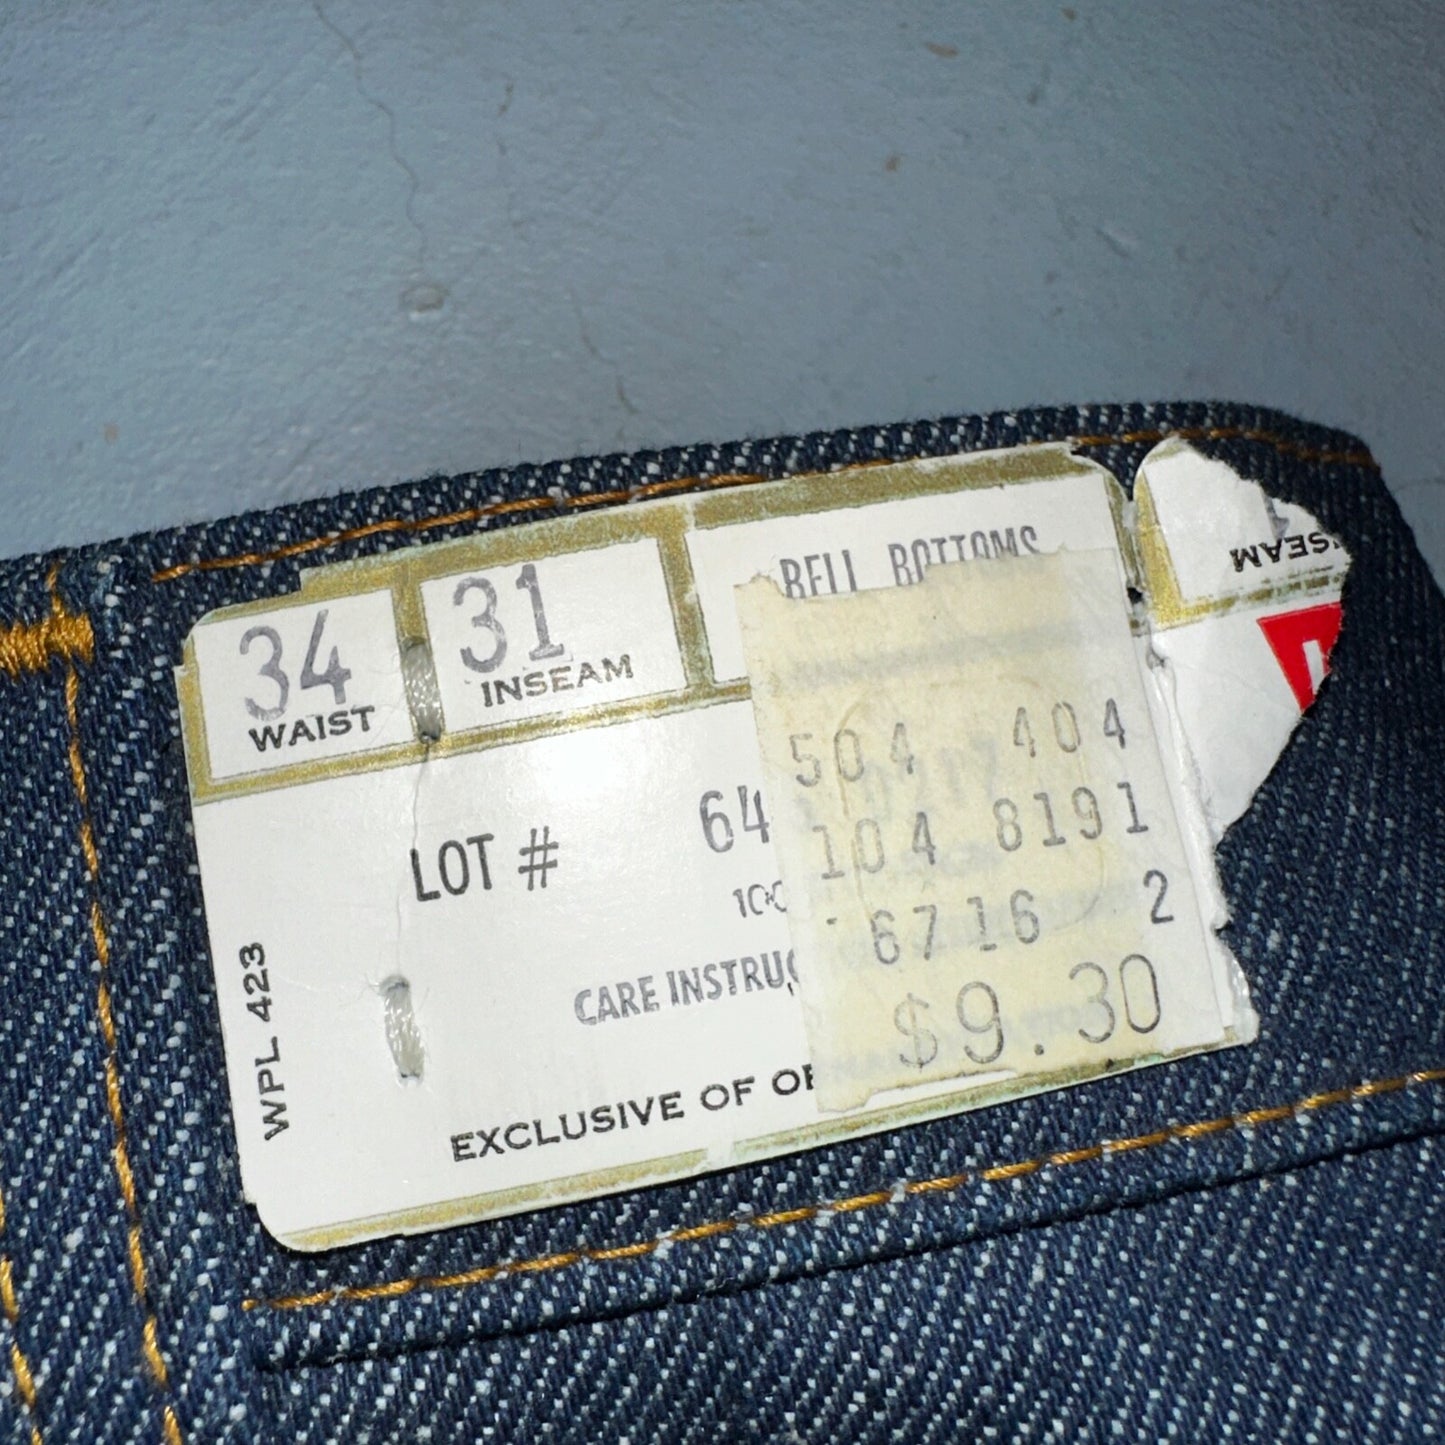 34
WAIST
31
INSEAM
BELL BOTTOMS
LOT # 64
CARE INSTRUC
EXCLUSIVE OF
WPL 423
504 404
104 8191
6716 2
$9.30
SEAM